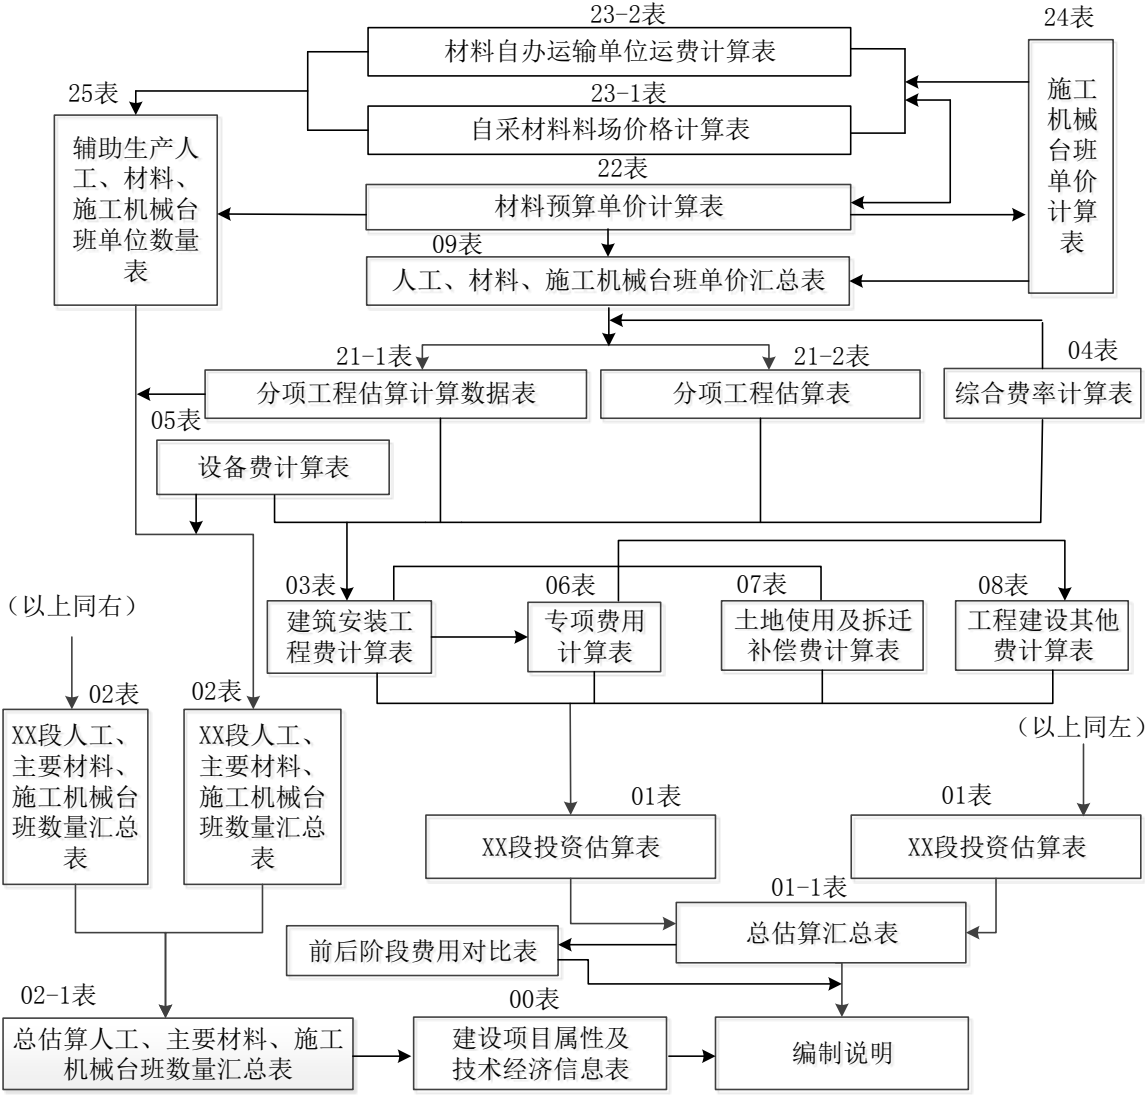 23-2表
24表
材料自办运输单位运费计算表
25表
23-1表
施工
机械
台班
单价
计算
表
自采材料料场价格计算表
辅助生产人
工、材料、
施工机械台
班单位数量
表
22表
材料预算单价计算表
09表
人工、材料、施工机械台班单价汇总表
21-1表
21-2表
04表
分项工程估算计算数据表
分项工程估算表
综合费率计算表
05表
设备费计算表
03表
06表
07表
08表
(以上同右)
建筑安装工
程费计算表
专项费用
计算表
土地使用及拆迁
补偿费计算表
工程建设其他
费计算表
02表
02表
XX段人工、
主要材料、
施工机械台
班数量汇总
表
XX段人工、
主要材料、
施工机械台
班数量汇总
表
(以上同左)
01表
01表
XX段投资估算表
XX段投资估算表
01-1表
总估算汇总表
前后阶段费用对比表
02-1表
00表
总估算人工、主要材料、施工
机械台班数量汇总表
建设项目属性及
技术经济信息表
编制说明